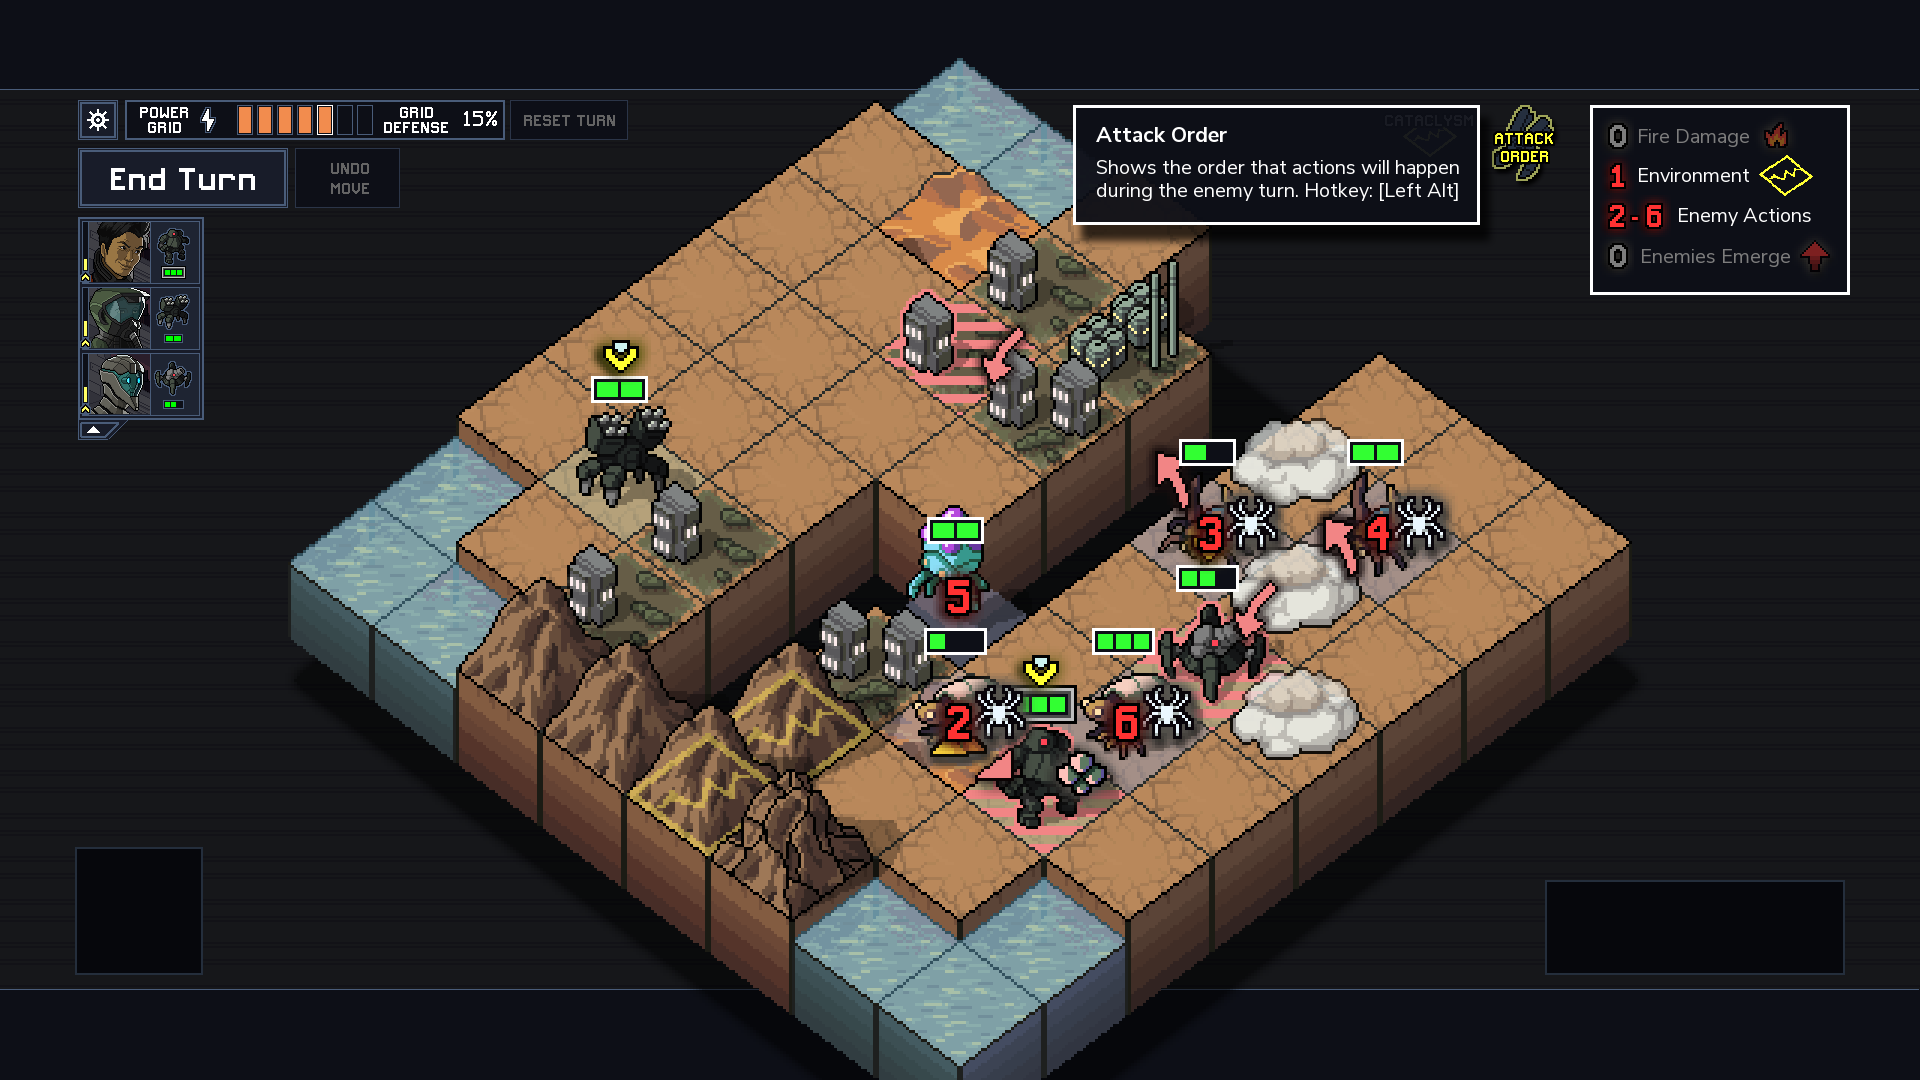 POWER
GRID
GRID
DEFENSE
15%
RESET TURN
End Turn
UNDO
MOVE
CATACLYSM
Attack Order
Shows the order that actions will happen
during the enemy turn. Hotkey: [Left Alt]
ATTACK
ORDER
0 Fire Damage
1 Environment
2 - 6 Enemy Actions
0 Enemies Emerge
3
4
5
2
6